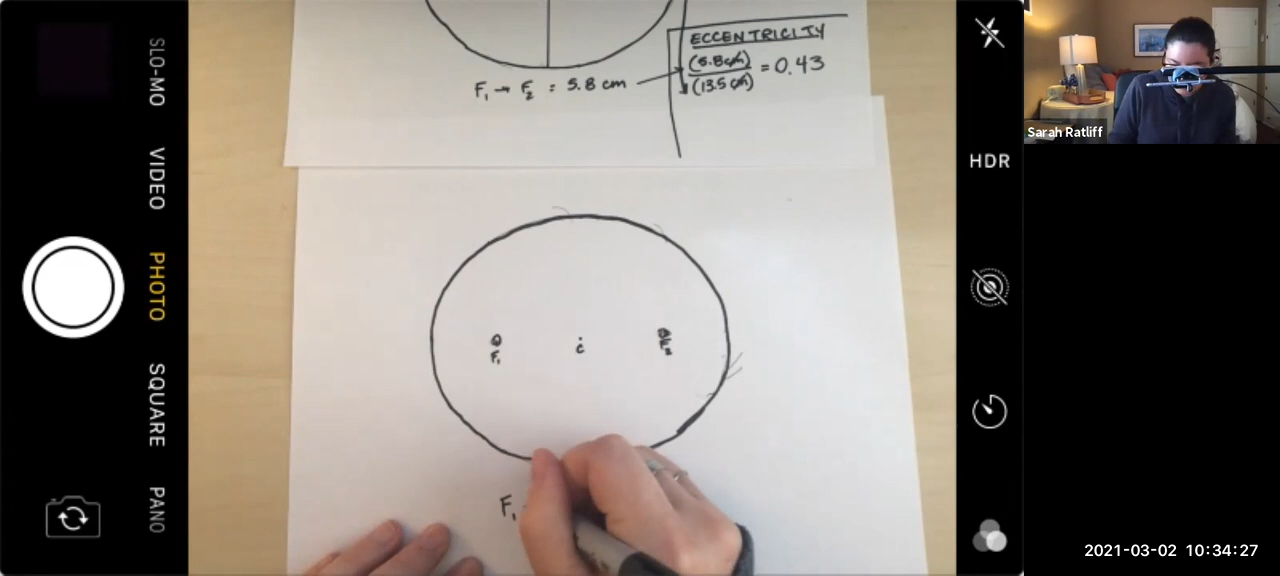 SLO-MO
VIDEO
PHOTO
SQUARE
PANO
ECCENTRICITY
(5.8cm)
(13.5cm)
= 0.43
F₁ → F₂ : 5.8 cm
F₁
C
F₂
F₁
HDR
Sarah Ratliff
2021-03-02 10:34:27